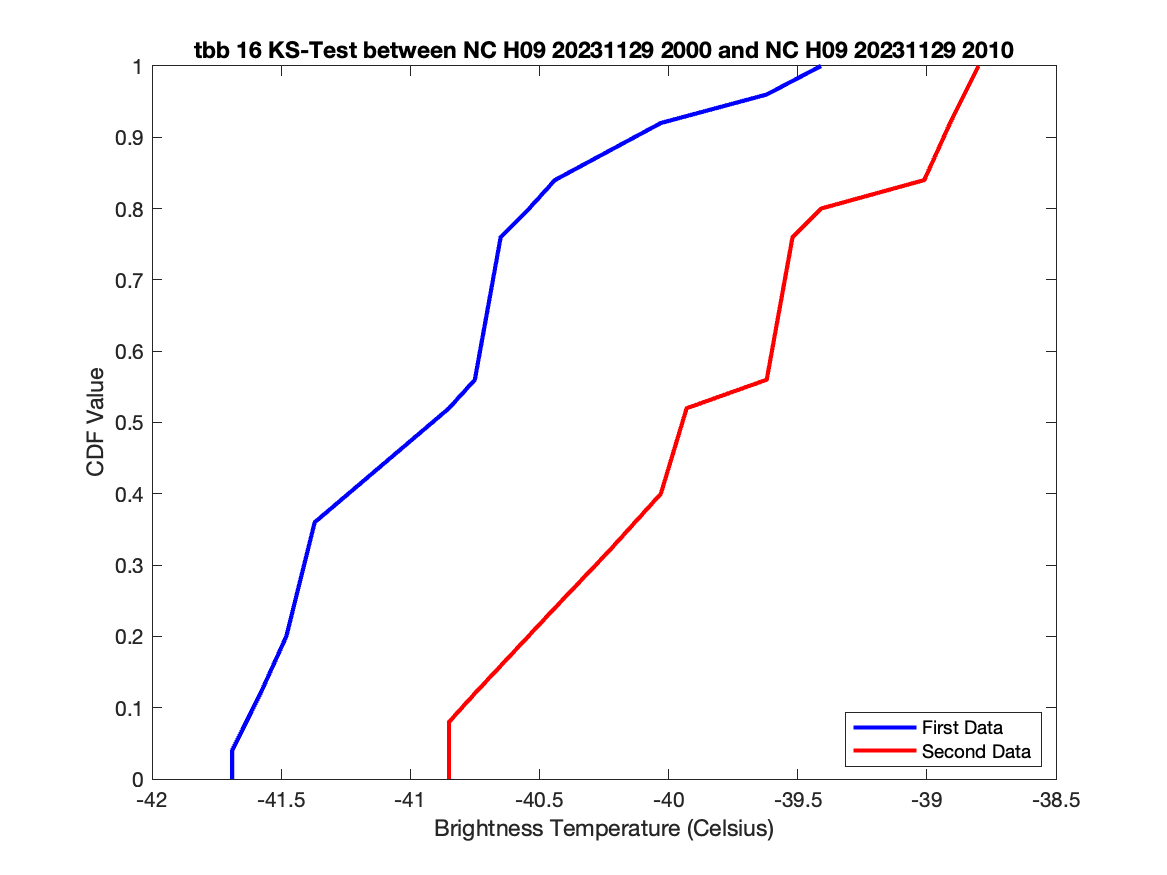 tbb 16 KS-Test between NC H09 20231129 2000 and NC H09 20231129 2010
1
0.9
0.8
0.7
0.6
0.5
0.4
0.3
0.2
0.1
0
CDF Value
First Data
Second Data
-42 -41.5 -41 -40.5 -40 -39.5 -39 -38.5
Brightness Temperature (Celsius)